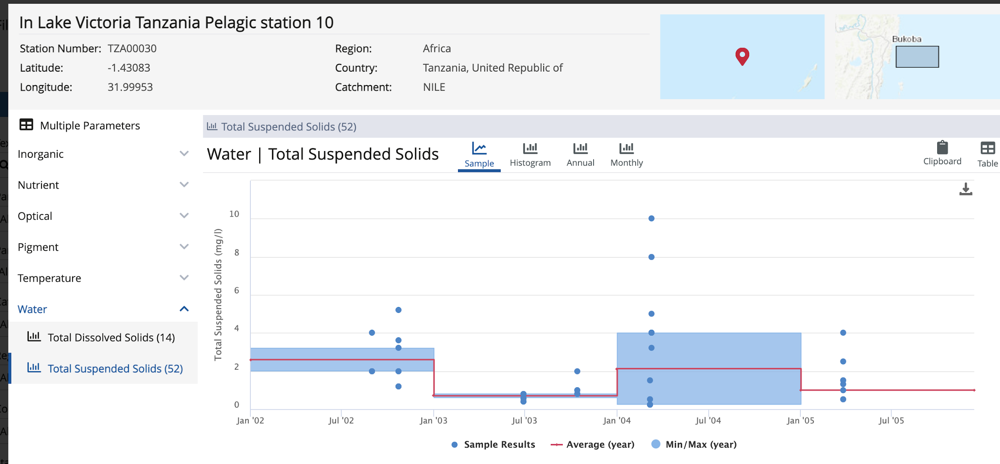 In Lake Victoria Tanzania Pelagic station 10
Station Number: TZA00030
Region: Africa
Latitude: -1.43083
Country: Tanzania, United Republic of
Longitude: 31.99953
Catchment: NILE
Bukoba
Multiple Parameters
Inorganic
Nutrient
Optical
Pigment
Temperature
Water
Total Dissolved Solids (14)
Total Suspended Solids (52)
Total Suspended Solids (52)
Water | Total Suspended Solids
Sample
Histogram
Annual
Monthly
Clipboard
Table
Total Suspended Solids (mg/l)
10
8
6
4
2
0
Jan '02
Jul '02
Jan '03
Jul '03
Jan '04
Jul '04
Jan '05
Jul '05
Sample Results
Average (year)
Min/Max (year)